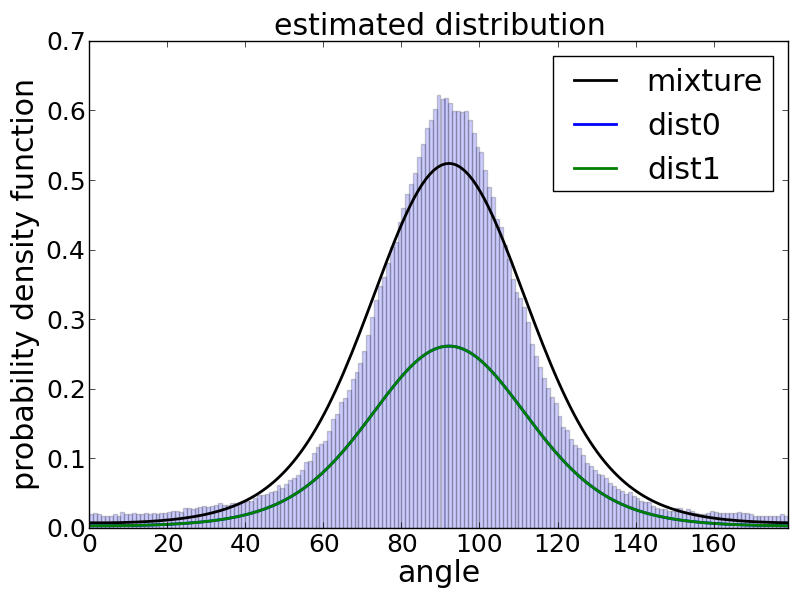 estimated distribution
0.7
0.6
0.5
0.4
0.3
0.2
0.1
0.0
probability density function
mixture
dist0
dist1
0 20 40 60 80 100 120 140 160
angle